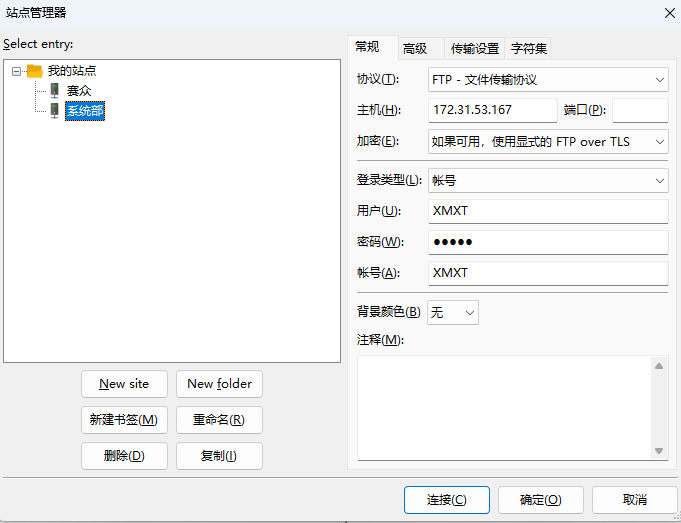 站点管理器
Select entry:
我的站点
赛众
系统部
New site
New folder
新建书签(M)
重命名(R)
删除(D)
复制(I)
常规
高级
传输设置
字符集
协议(T):
FTP - 文件传输协议
主机(H):
172.31.53.167
端口(P):
加密(E):
如果可用，使用显式的 FTP over TLS
登录类型(L):
帐号
用户(U):
XMXT
密码(W):
●●●●●
帐号(A):
XMXT
背景颜色(B)
无
注释(M):
连接(C)
确定(O)
取消